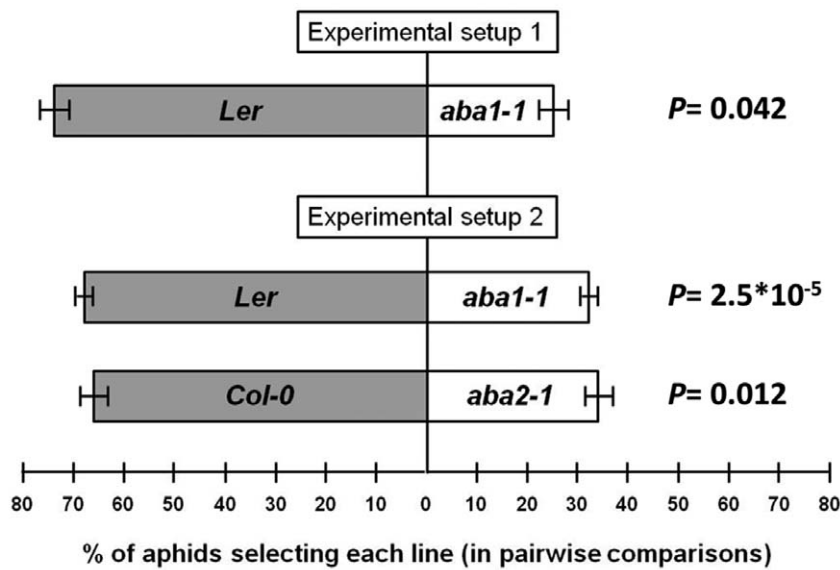 Experimental setup 1
Ler aba1-1 P= 0.042
Experimental setup 2
Ler aba1-1 P= 2.5*10⁻⁵
Col-0 aba2-1 P= 0.012
80 70 60 50 40 30 20 10 0 10 20 30 40 50 60 70 80
% of aphids selecting each line (in pairwise comparisons)